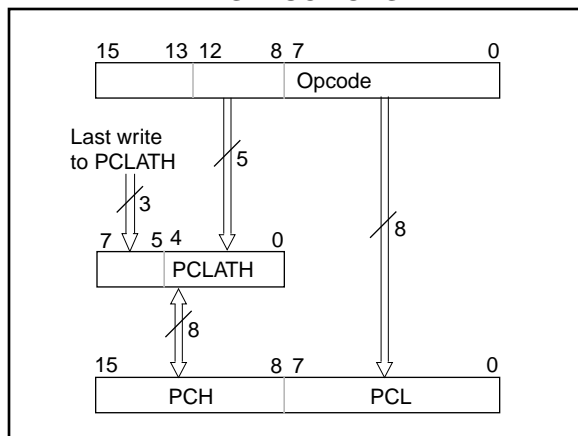 15 13 12 8 7 0
Opcode
Last write
to PCLATH
5
3
8
7 5 4 0
PCLATH
8
15 8 7 0
PCH PCL